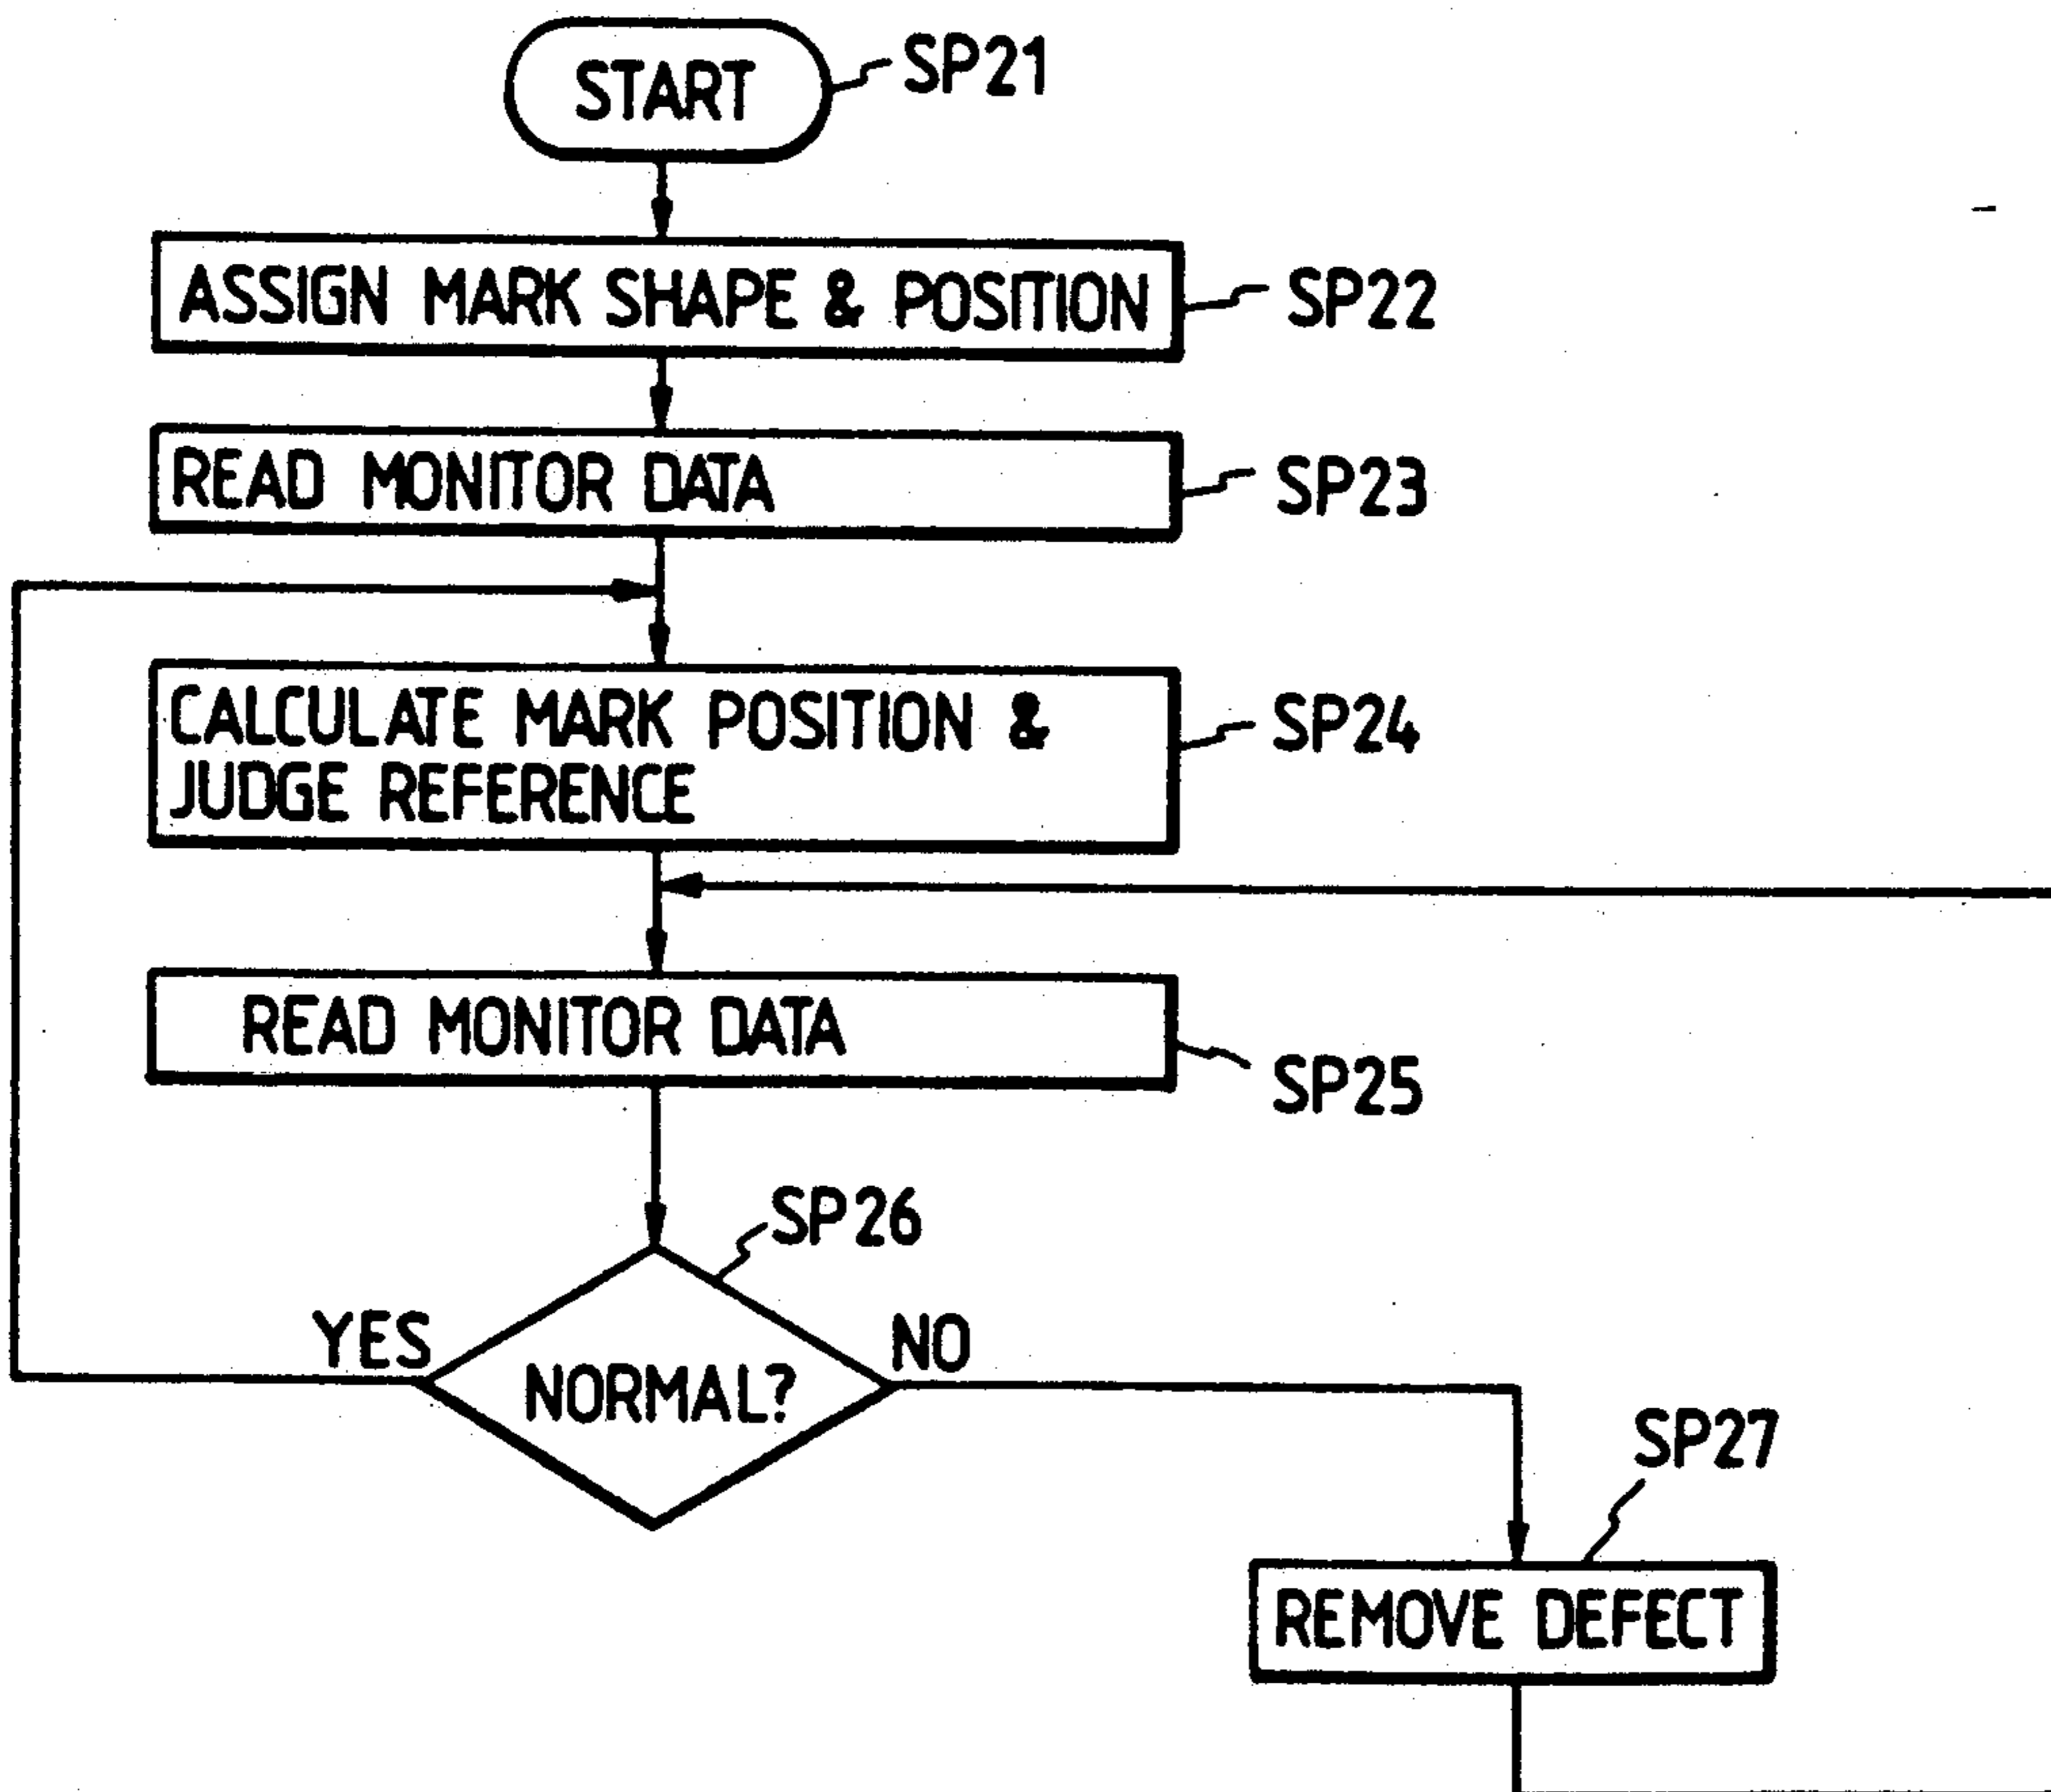 START
SP21
ASSIGN MARK SHAPE & POSITION
SP22
READ MONITOR DATA
SP23
CALCULATE MARK POSITION &
JUDGE REFERENCE
SP24
READ MONITOR DATA
SP25
SP26
YES
NO
NORMAL?
SP27
REMOVE DEFECT